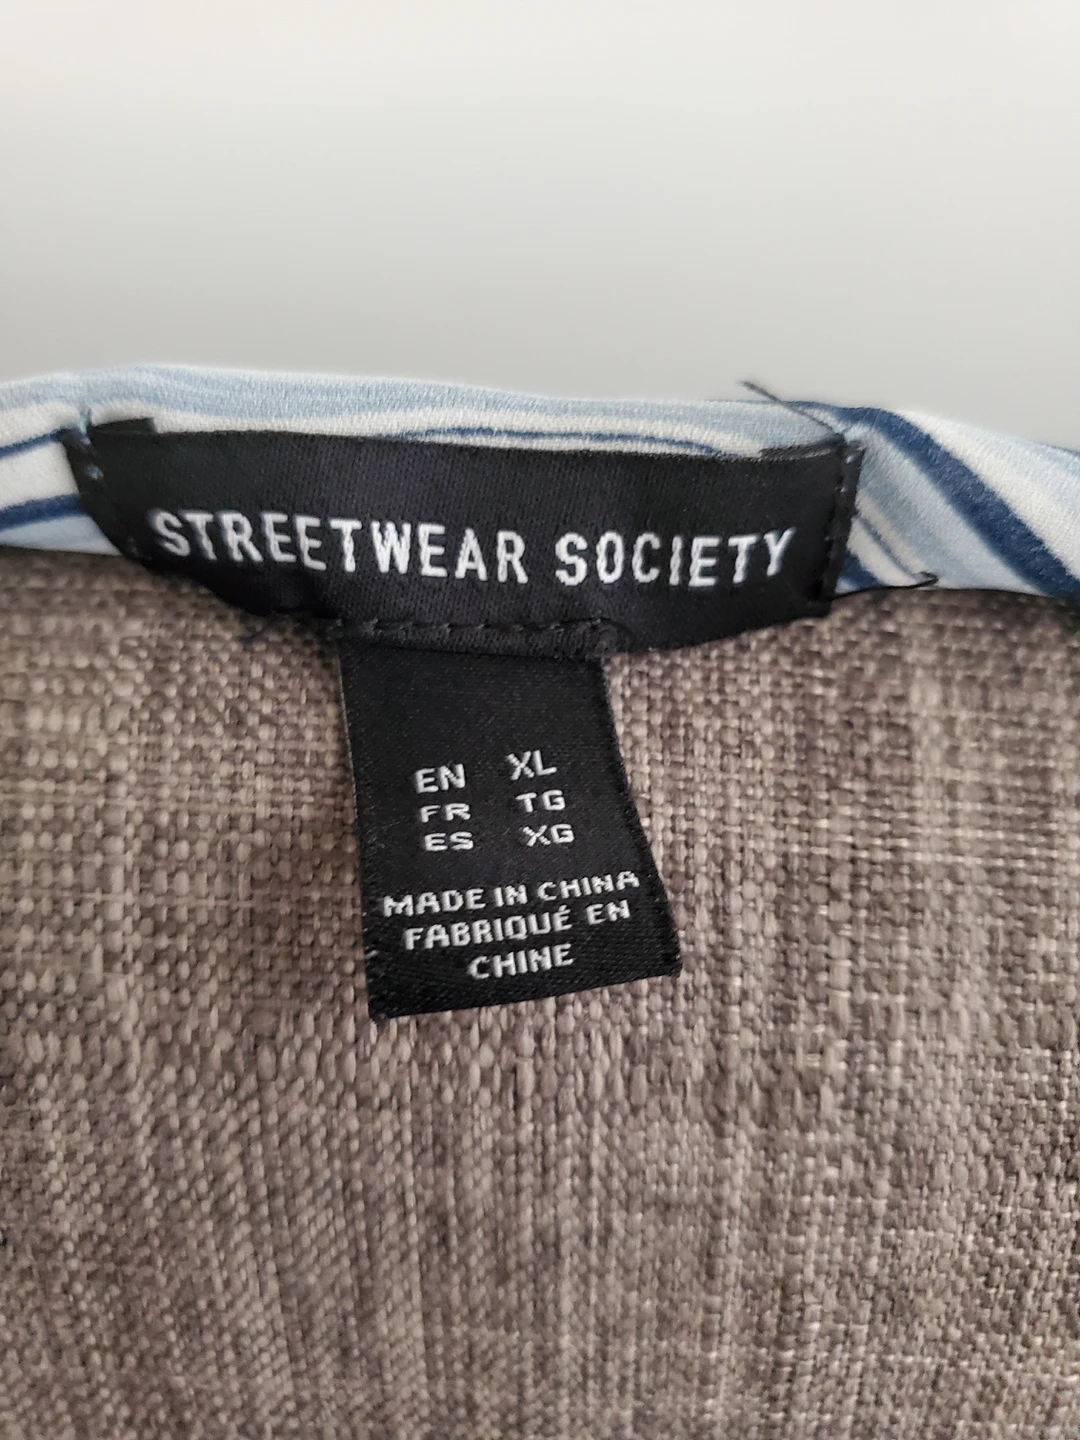 STREETWEAR SOCIETY
EN XL
FR TG
ES XG
MADE IN CHINA
FABRIQUÉ EN
CHINE